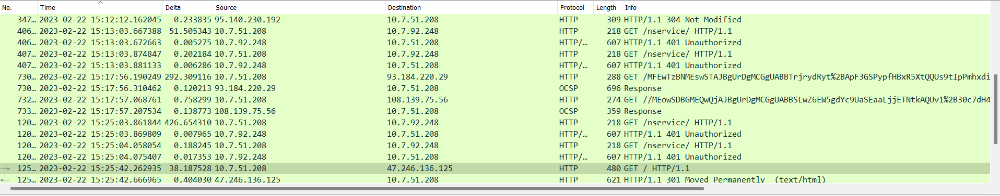 No. Time Delta Source Destination Protocol Length Info
347… 2023-02-22 15:12:12.162045 0.233835 95.140.230.192 10.7.51.208 HTTP 309 HTTP/1.1 304 Not Modified
406… 2023-02-22 15:13:03.667388 51.505343 10.7.51.208 10.7.92.248 HTTP 218 GET /nservice/ HTTP/1.1
406… 2023-02-22 15:13:03.672663 0.005275 10.7.92.248 10.7.51.208 HTTP/… 607 HTTP/1.1 401 Unauthorized
407… 2023-02-22 15:13:03.874847 0.202184 10.7.51.208 10.7.92.248 HTTP 218 GET /nservice/ HTTP/1.1
407… 2023-02-22 15:13:03.881133 0.006286 10.7.92.248 10.7.51.208 HTTP/… 607 HTTP/1.1 401 Unauthorized
730… 2023-02-22 15:17:56.190249 292.309116 10.7.51.208 93.184.220.29 HTTP 288 GET /MFEwTzBNMEswSTAJBgUrDgMCGgUABBTrjrydRyt%2BApF3GSPypfHBxR5XtQQUs9tIpPmhxdi
730… 2023-02-22 15:17:56.310462 0.120213 93.184.220.29 10.7.51.208 OCSP 696 Response
732… 2023-02-22 15:17:57.068761 0.758299 10.7.51.208 108.139.75.56 HTTP 274 GET //MEowSDBGMEQwQjAJBgUrDgMCGgUABBSLwZ6EW5gdYc9UaSEaaLjjETNtkAQUv1%2B30c7dH4
733… 2023-02-22 15:17:57.207534 0.138773 108.139.75.56 10.7.51.208 OCSP 359 Response
120… 2023-02-22 15:25:03.861844 426.654310 10.7.51.208 10.7.92.248 HTTP 218 GET /nservice/ HTTP/1.1
120… 2023-02-22 15:25:03.869809 0.007965 10.7.92.248 10.7.51.208 HTTP/… 607 HTTP/1.1 401 Unauthorized
120… 2023-02-22 15:25:04.058054 0.188245 10.7.51.208 10.7.92.248 HTTP 218 GET /nservice/ HTTP/1.1
120… 2023-02-22 15:25:04.075407 0.017353 10.7.92.248 10.7.51.208 HTTP/… 607 HTTP/1.1 401 Unauthorized
125… 2023-02-22 15:25:42.262935 38.187528 10.7.51.208 47.246.136.125 HTTP 480 GET / HTTP/1.1
125… 2023-02-22 15:25:42.666965 0.404030 47.246.136.125 10.7.51.208 HTTP 621 HTTP/1.1 301 Moved Permanently (text/html)